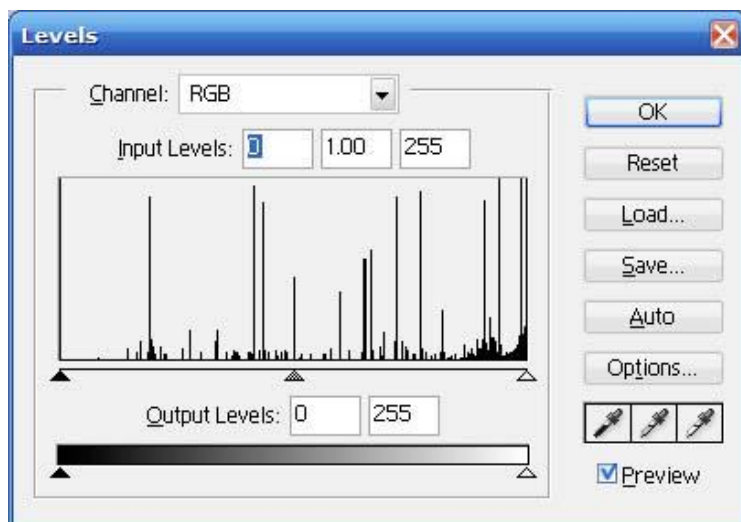 Levels
Channel: RGB
Input Levels: 0 1.00 255
OK
Reset
Load...
Save...
Auto
Options...
Output Levels: 0 255
Preview